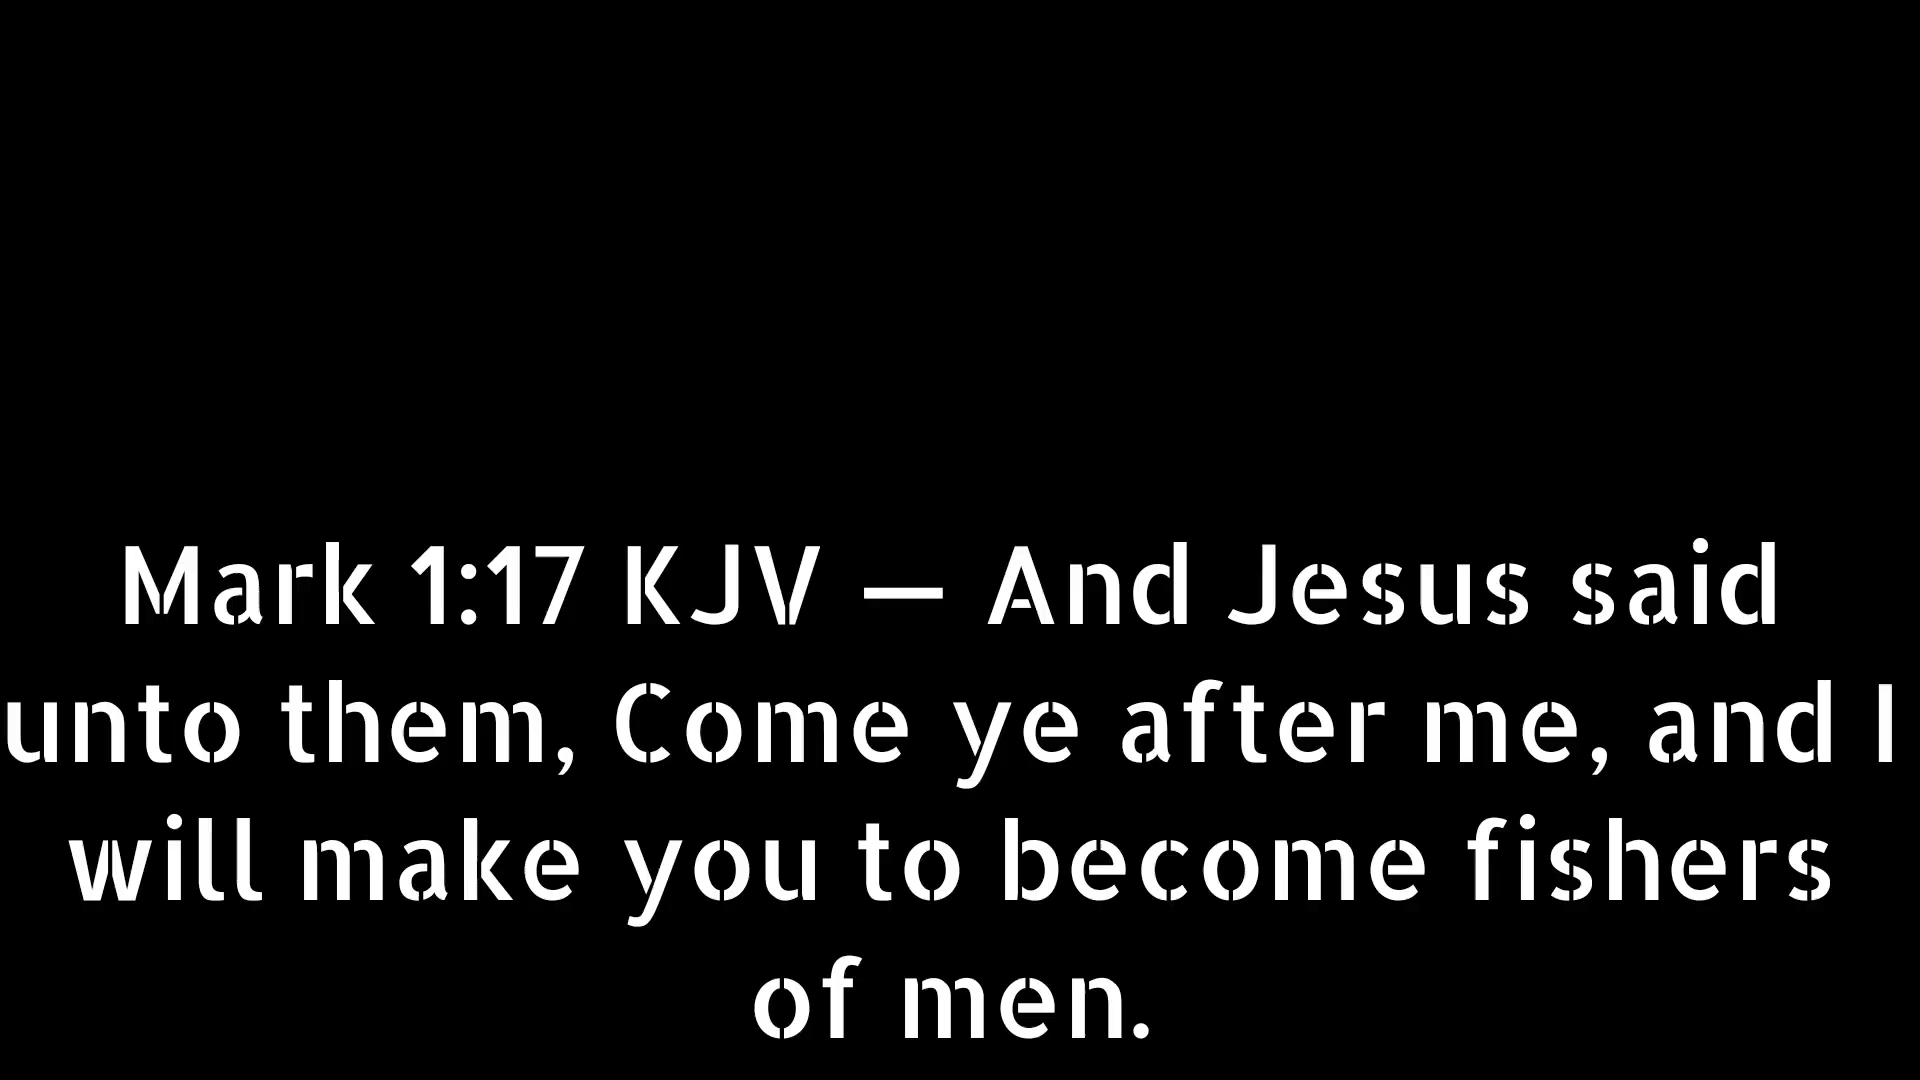 Mark 1:17 KJV — And Jesus said
unto them, Come ye after me, and I
will make you to become fishers
of men.